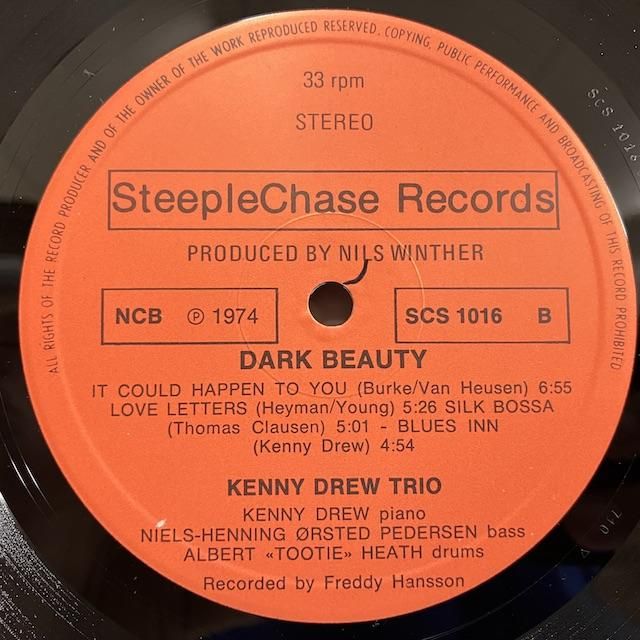 ALL RIGHTS OF THE RECORD PRODUCER AND OF THE OWNER OF THE WORK REPRODUCED RESERVED. COPYING, PUBLIC PERFORMANCE AND BROADCASTING OF THIS RECORD PROHIBITED
33 rpm
STEREO
SteepleChase Records
PRODUCED BY NILS WINTHER
NCB ℗ 1974
SCS 1016 B
DARK BEAUTY
IT COULD HAPPEN TO YOU (Burke/Van Heusen) 6:55
LOVE LETTERS (Heyman/Young) 5:26 SILK BOSSA
(Thomas Clausen) 5:01 - BLUES INN
(Kenny Drew) 4:54
KENNY DREW TRIO
KENNY DREW piano
NIELS-HENNING ØRSTED PEDERSEN bass
ALBERT «TOOTIE» HEATH drums
Recorded by Freddy Hansson
SCS 1016